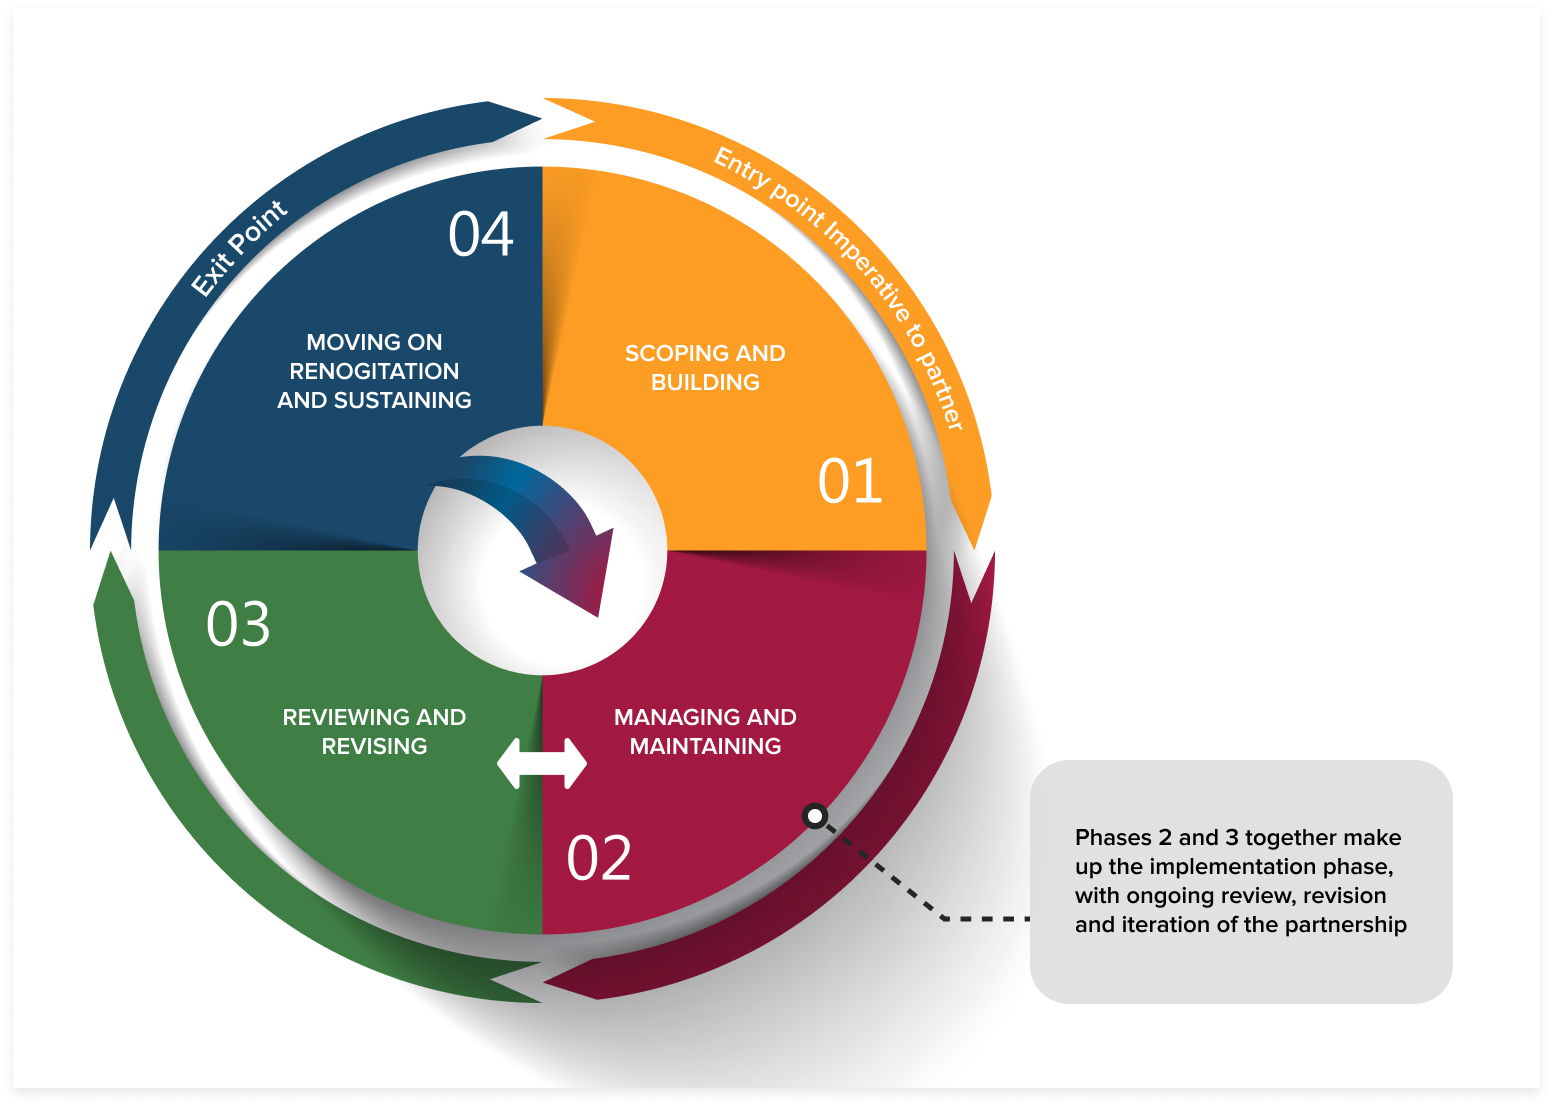 Entry point Imperative to partner
SCOPING AND
BUILDING
01
MANAGING AND
MAINTAINING
02
Phases 2 and 3 together make
up the implementation phase,
with ongoing review, revision
and iteration of the partnership
03
REVIEWING AND
REVISING
Exit Point
04
MOVING ON
RENOGITATION
AND SUSTAINING